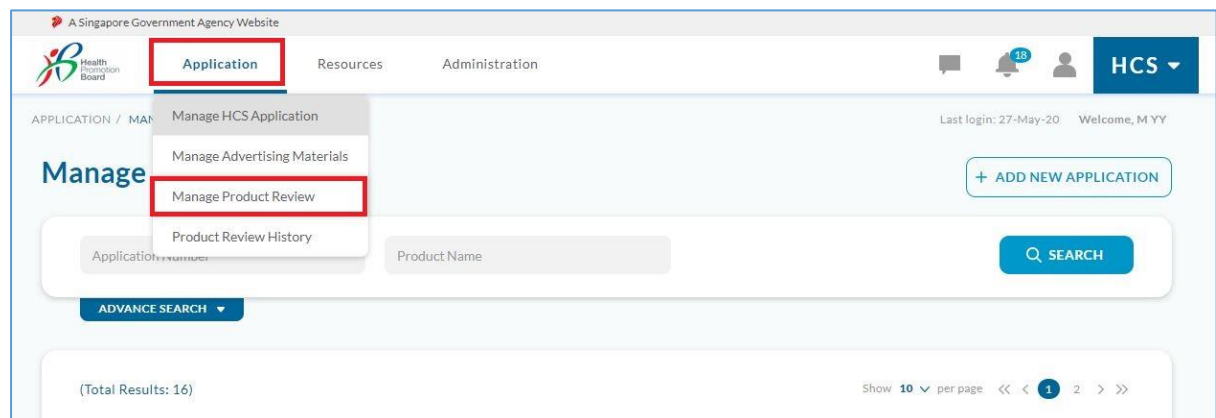 A Singapore Government Agency Website
Health
Promotion
Board
Application
Resources
Administration
18
HCS
APPLICATION / MAN
Last login: 27-May-20 Welcome, M YY
Manage HCS Application
Manage Advertising Materials
Manage
+ ADD NEW APPLICATION
Manage Product Review
Product Review History
Application Number
Product Name
SEARCH
ADVANCE SEARCH
(Total Results: 16)
Show 10 per page << < 1 2 > >>